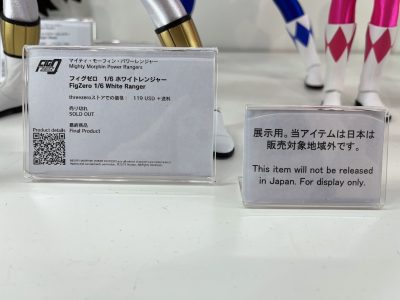 FigZero
マイティ・モーフィン・パワーレンジャー
Mighty Morphin Power Rangers
フィグゼロ 1/6 ホワイトレンジャー
FigZero 1/6 White Ranger
threezeroストアでの価格： 119 USD +送料
売り切れ
SOLD OUT
最終商品
Final Product
Product details
展示用。当アイテムは日本は
販売対象地域外です。
This item will not be released
in Japan. For display only.